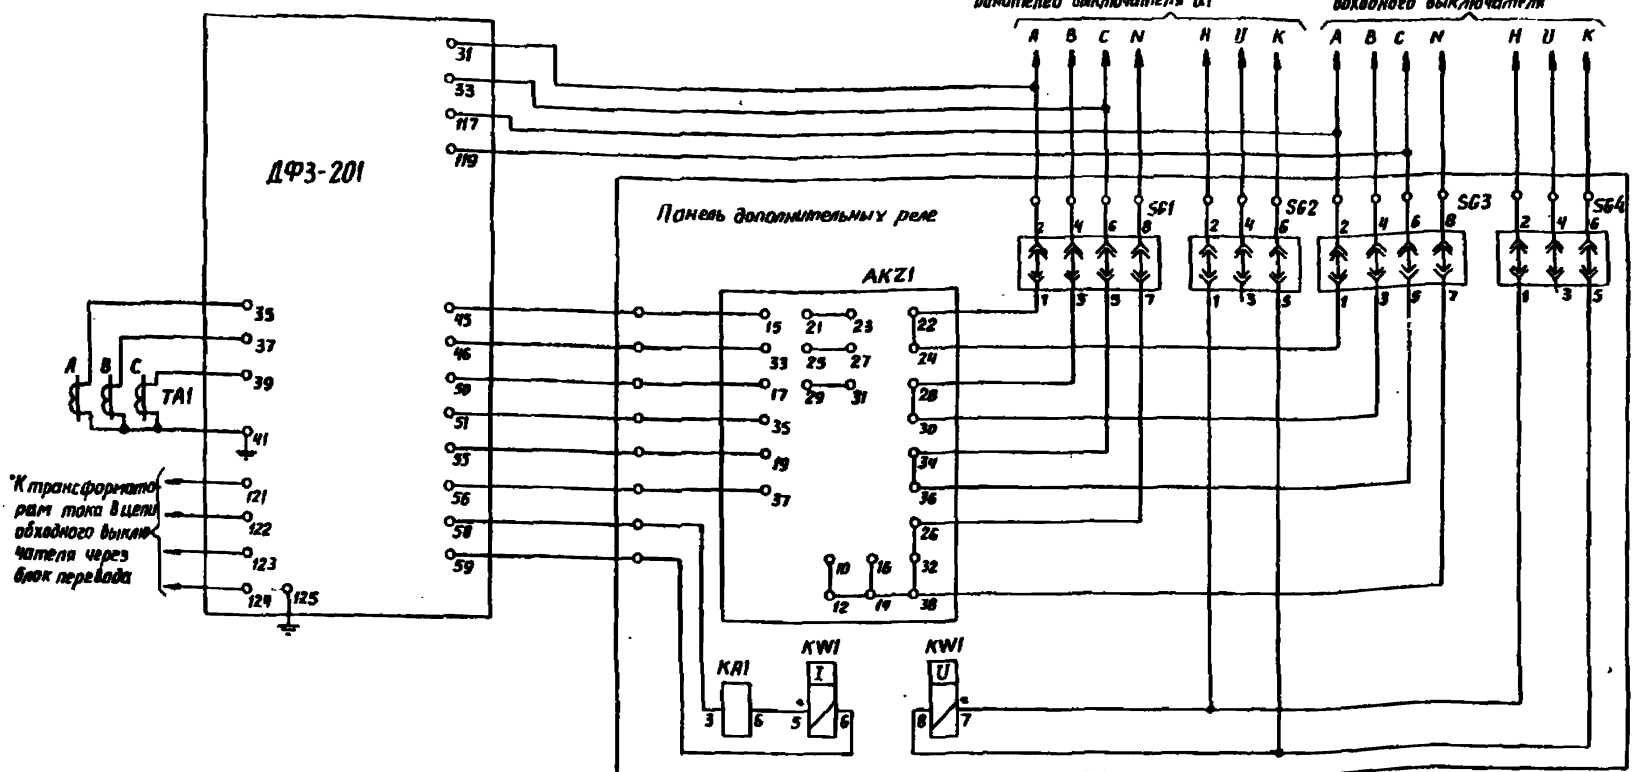 выключателя
обходного выключателя
A B C N H U K A B C N H U K
31
33
117
119
ДФЗ-201
Панель дополнительных реле
2 4 6 8 SG1
2 4 6 SG2
2 4 6 8 SG3
2 4 6 SG4
1 3 5 7
1 3 5
1 3 5 7
1 3 5
AKZ1
35
37
39
41
A B C
TA1
45
46
50
51
55
56
58
59
15 21 23 22
33 25 27 24
17 29 31 28
35 30
19 34
37 36
26
10 16 32
12 14 38
К трансформато
рам тока в цепи
обходного выклю
чателя через
блок перевода
121
122
123
124 125
KA1
3 6
KW1
I
5 6
KW1
U
8 7